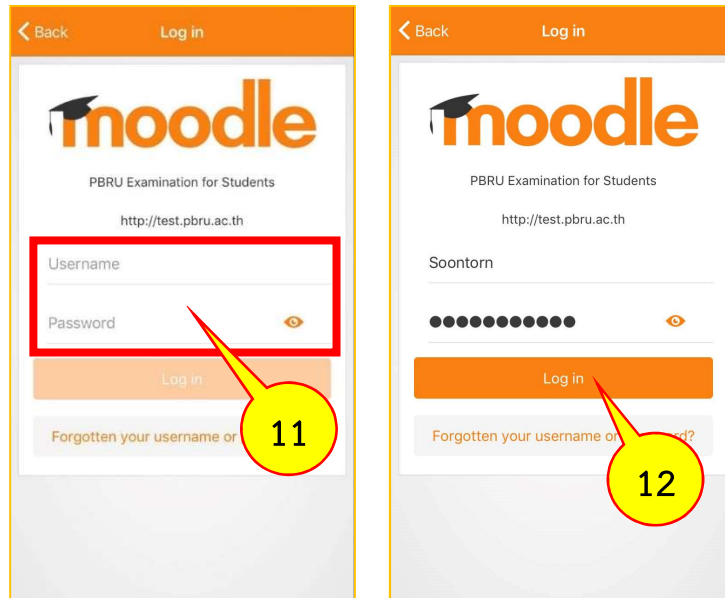 Back
Log in
moodle
PBRU Examination for Students
http://test.pbru.ac.th
Username
Password
Log in
Forgotten your username or
11
Back
Log in
moodle
PBRU Examination for Students
http://test.pbru.ac.th
Soontorn
●●●●●●●●●●●
Log in
Forgotten your username or
12